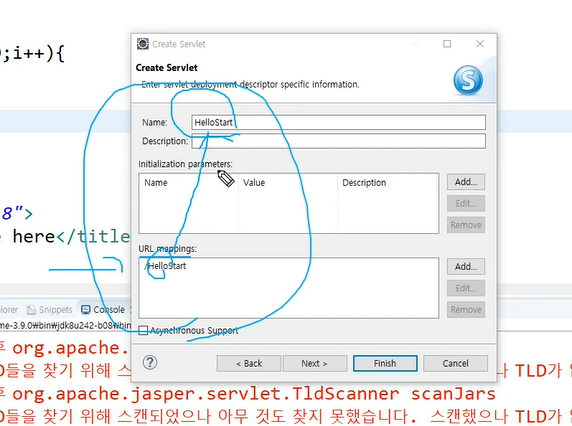 ;i++){
Create Servlet
Create Servlet
Enter servlet deployment descriptor specific information.
Name: HelloStart
Description:
Initialization parameters:
Name Value Description
Add...
Edit...
Remove
8">
here</title
URL mappings:
/HelloStart
Add...
Edit...
Remove
Snippets Console
me-3.9.0₩bin₩jdk8u242-b08₩bin
Asynchronous Support
후 org.apache.
< Back Next > Finish Cancel
D들을 찾기 위해 스 나 TLD가
후 org.apache.jasper.servlet.TldScanner scanJars
D들을 찾기 위해 스캔되었으나 아무 것도 찾지 못했습니다. 스캔했으나 TLD가